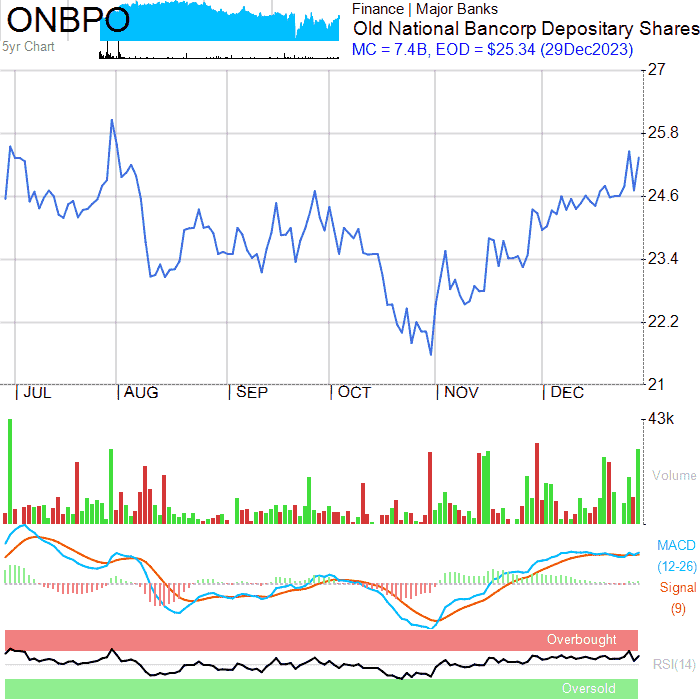 ONBPO
5yr Chart
Finance | Major Banks
Old National Bancorp Depositary Shares
MC = 7.4B, EOD = $25.34 (29Dec2023)
27
25.8
24.6
23.4
22.2
21
| JUL | AUG | SEP | OCT | NOV | DEC
43k
Volume
MACD
(12-26)
Signal
(9)
Overbought
RSI(14)
Oversold